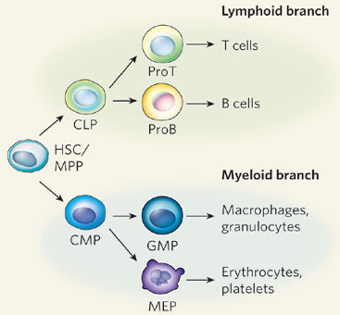 Lymphoid branch
T cells
ProT
B cells
CLP
ProB
HSC/
MPP
Myeloid branch
Macrophages,
granulocytes
CMP
GMP
Erythrocytes,
platelets
MEP